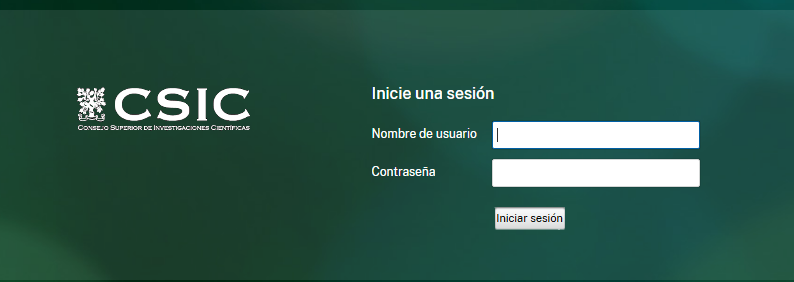 CSIC
CONSEJO SUPERIOR DE INVESTIGACIONES CIENTÍFICAS
Inicie una sesión
Nombre de usuario
Contraseña
Iniciar sesión